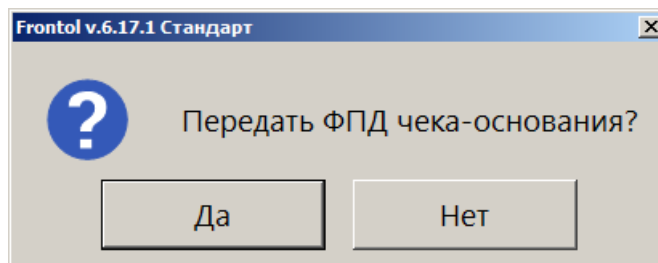 Frontol v.6.17.1 Стандарт
Передать ФПД чека-основания?
Да
Нет